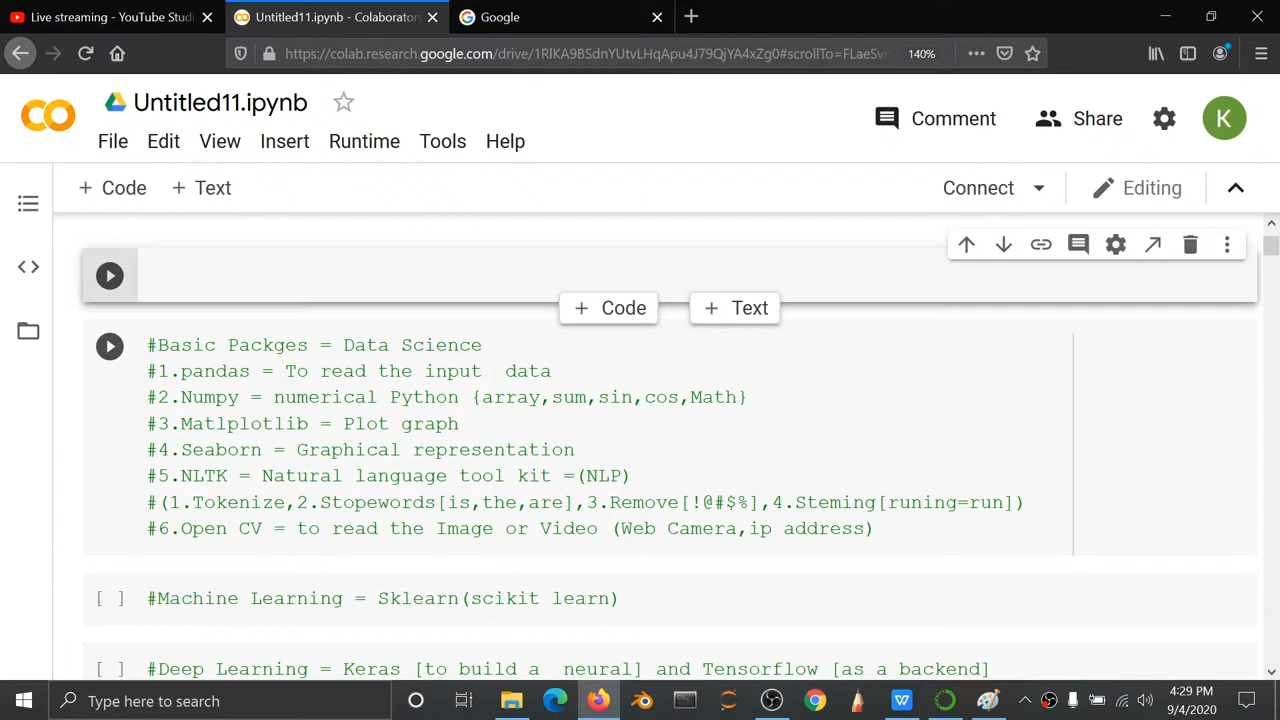 Live streaming - YouTube Studi
Untitled11.ipynb - Colaborator
Google
https://colab.research.google.com/drive/1RlKA9BSdnYUtvLHqApu4J79QjYA4xZg0#scrollTo=FLaeSvr
140%
Untitled11.ipynb
Comment
Share
K
File Edit View Insert Runtime Tools Help
+ Code + Text
Connect
Editing
+ Code + Text
#Basic Packges = Data Science
#1.pandas = To read the input  data
#2.Numpy = numerical Python {array,sum,sin,cos,Math}
#3.Matlplotlib = Plot graph
#4.Seaborn = Graphical representation
#5.NLTK = Natural language tool kit =(NLP)
#(1.Tokenize,2.Stopewords[is,the,are],3.Remove[!@#$%],4.Steming[runing=run])
#6.Open CV = to read the Image or Video (Web Camera,ip address)
[ ] #Machine Learning = Sklearn(scikit learn)
[ ] #Deep Learning = Keras [to build a  neural] and Tensorflow [as a backend]
Type here to search
4:29 PM
9/4/2020